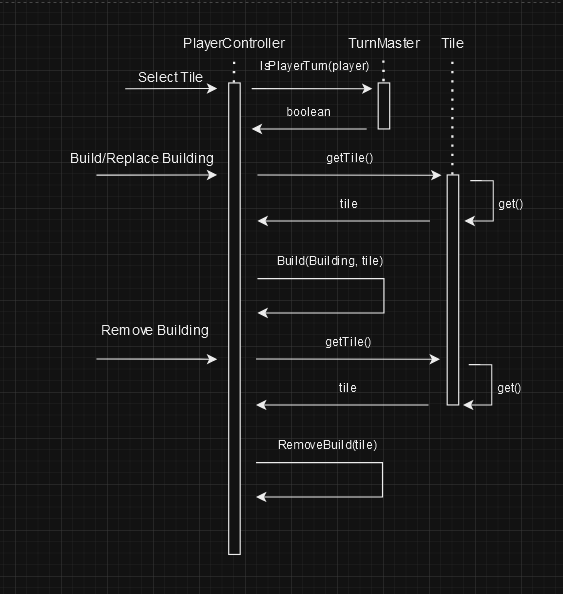 PlayerController
TurnMaster
Tile
IsPlayerTurn(player)
Select Tile
boolean
Build/Replace Building
getTile()
tile
get()
Build(Building, tile)
Remove Building
getTile()
tile
get()
RemoveBuild(tile)